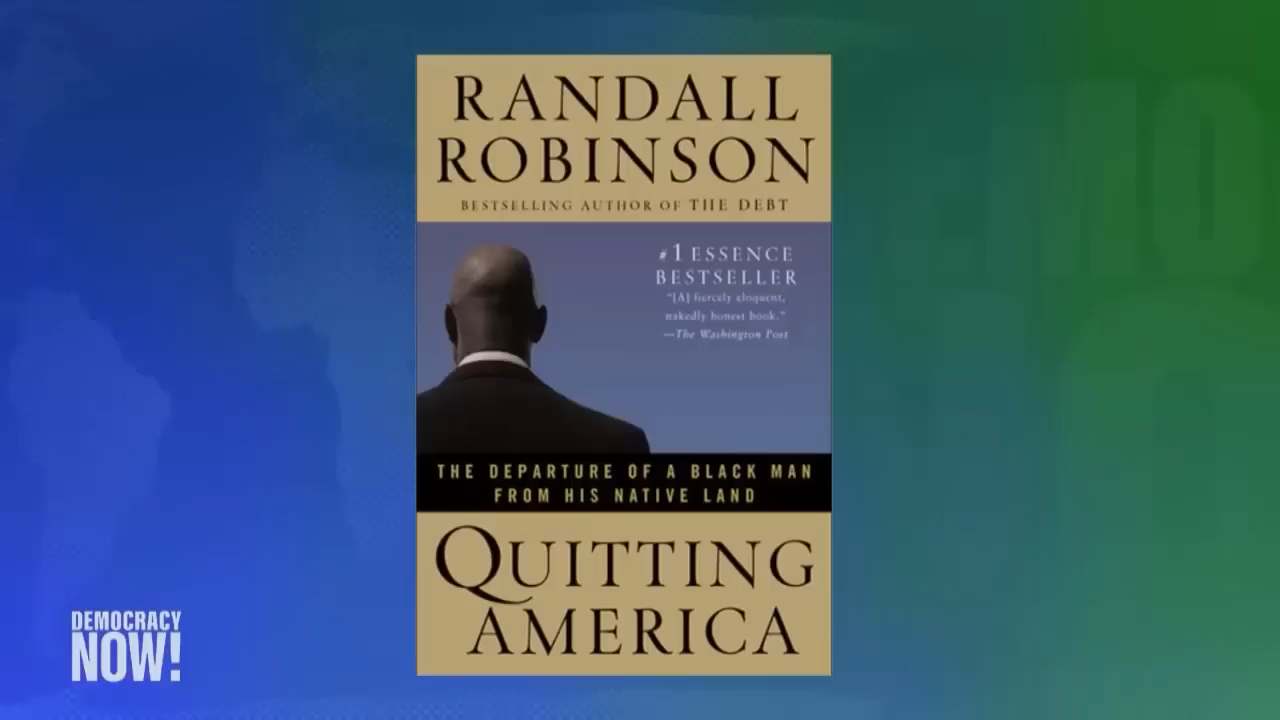 RANDALL
ROBINSON
BESTSELLING AUTHOR OF THE DEBT
#1 ESSENCE
BESTSELLER
"[A] fiercely eloquent,
nakedly honest book."
—The Washington Post
THE DEPARTURE OF A BLACK MAN
FROM HIS NATIVE LAND
QUITTING
AMERICA
DEMOCRACY
NOW!
EMO